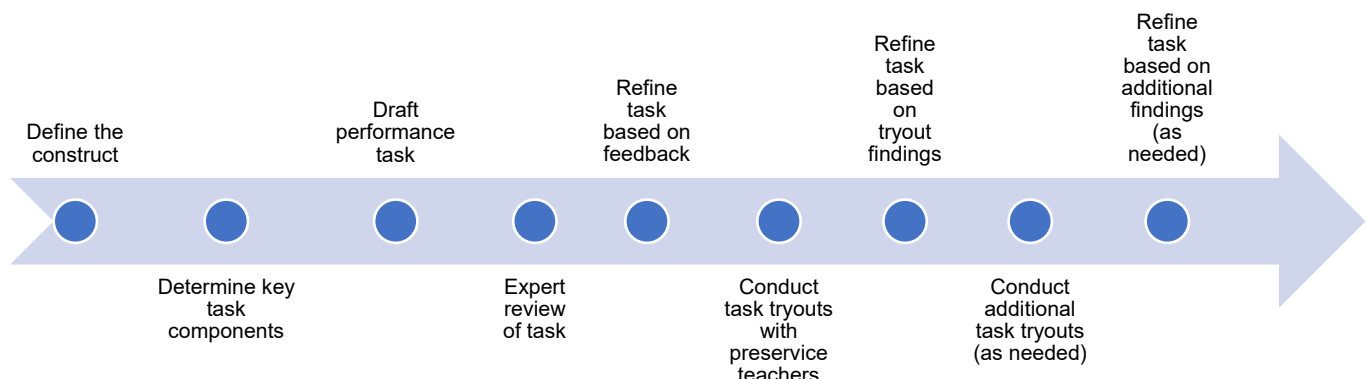 Define the
construct
Determine key
task
components
Draft
performance
task
Expert
review
of task
Refine
task
based on
feedback
Conduct
task tryouts
with
preservice
teachers
Refine
task
based
on
tryout
findings
Conduct
additional
task tryouts
(as needed)
Refine
task
based on
additional
findings
(as
needed)